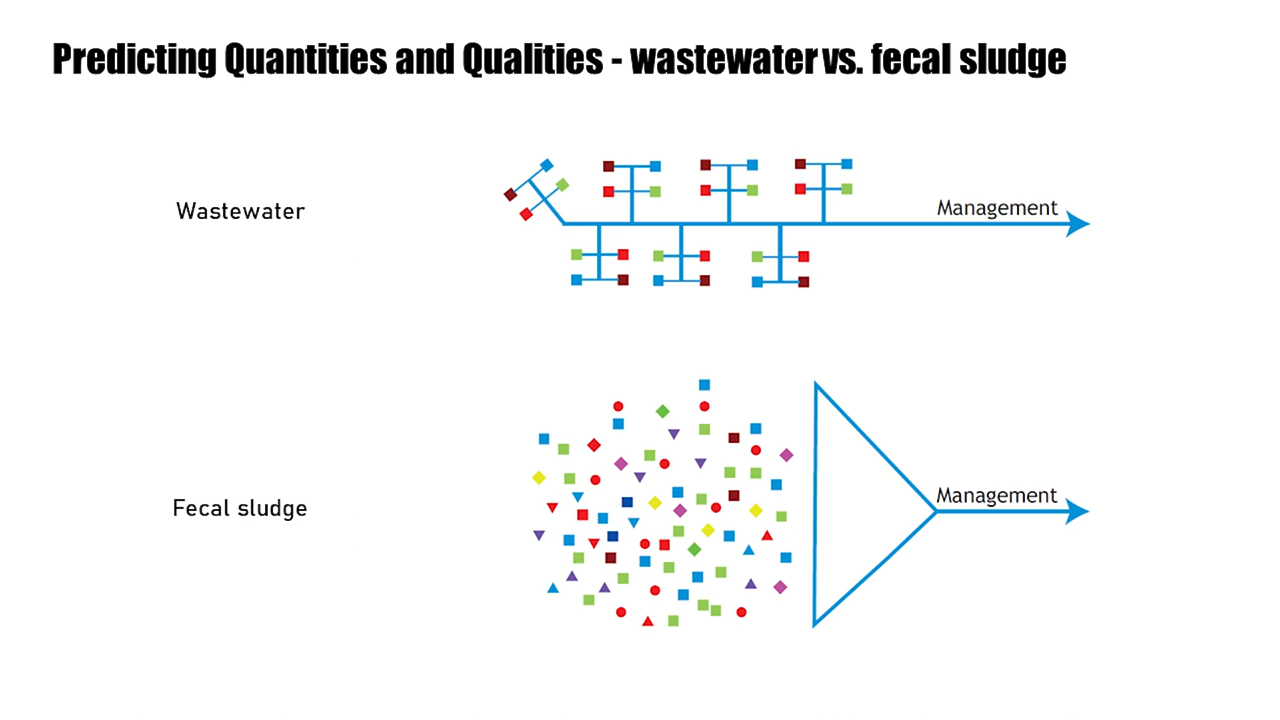 Predicting Quantities and Qualities - wastewater vs. fecal sludge
Wastewater
Management
Fecal sludge
Management